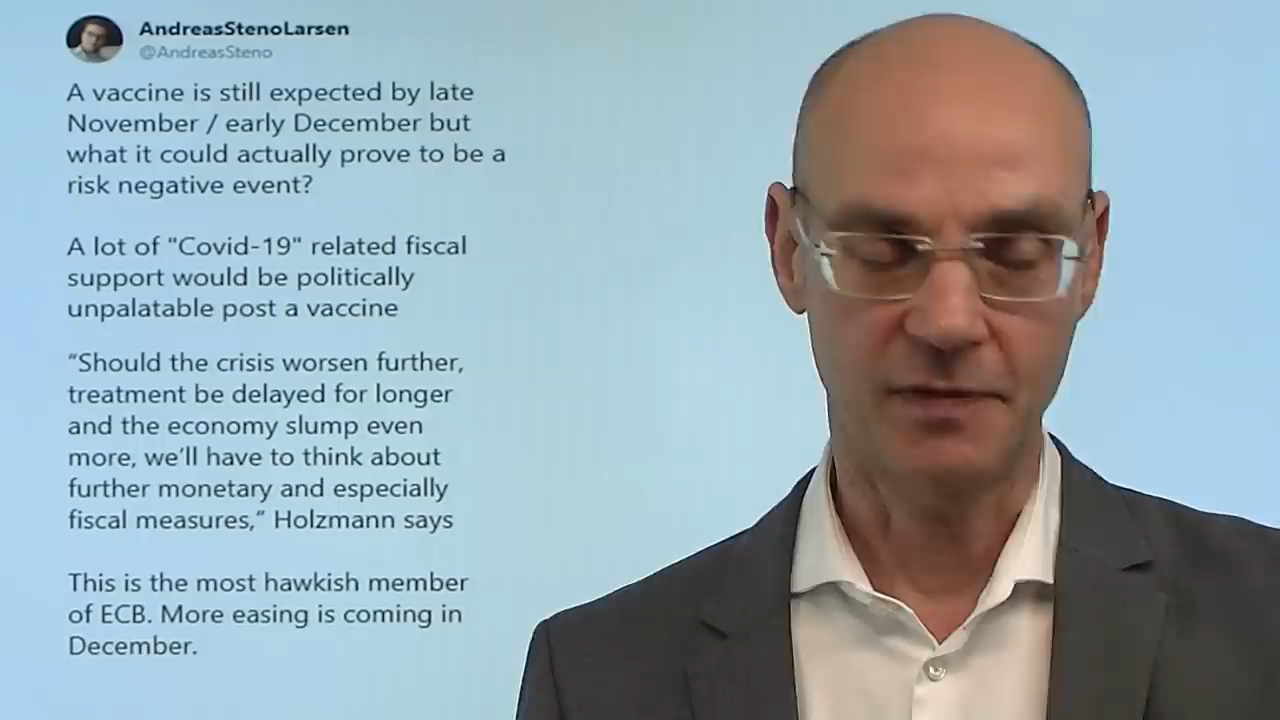 AndreasStenoLarsen
@AndreasSteno
A vaccine is still expected by late
November / early December but
what it could actually prove to be a
risk negative event?
A lot of "Covid-19" related fiscal
support would be politically
unpalatable post a vaccine
“Should the crisis worsen further,
treatment be delayed for longer
and the economy slump even
more, we’ll have to think about
further monetary and especially
fiscal measures,” Holzmann says
This is the most hawkish member
of ECB. More easing is coming in
December.